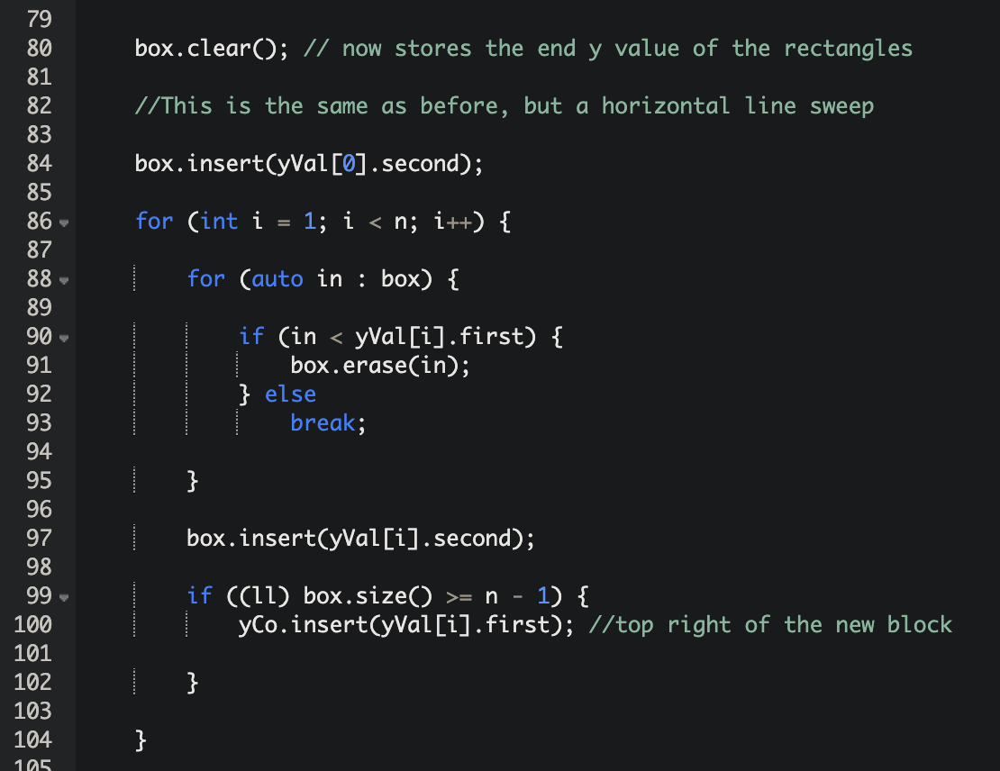 79
80 box.clear(); // now stores the end y value of the rectangles
81
82 //This is the same as before, but a horizontal line sweep
83
84 box.insert(yVal[0].second);
85
86 for (int i = 1; i < n; i++) {
87
88 for (auto in : box) {
89
90 if (in < yVal[i].first) {
91 box.erase(in);
92 } else
93 break;
94
95 }
96
97 box.insert(yVal[i].second);
98
99 if ((ll) box.size() >= n - 1) {
100 yCo.insert(yVal[i].first); //top right of the new block
101
102 }
103
104 }
105